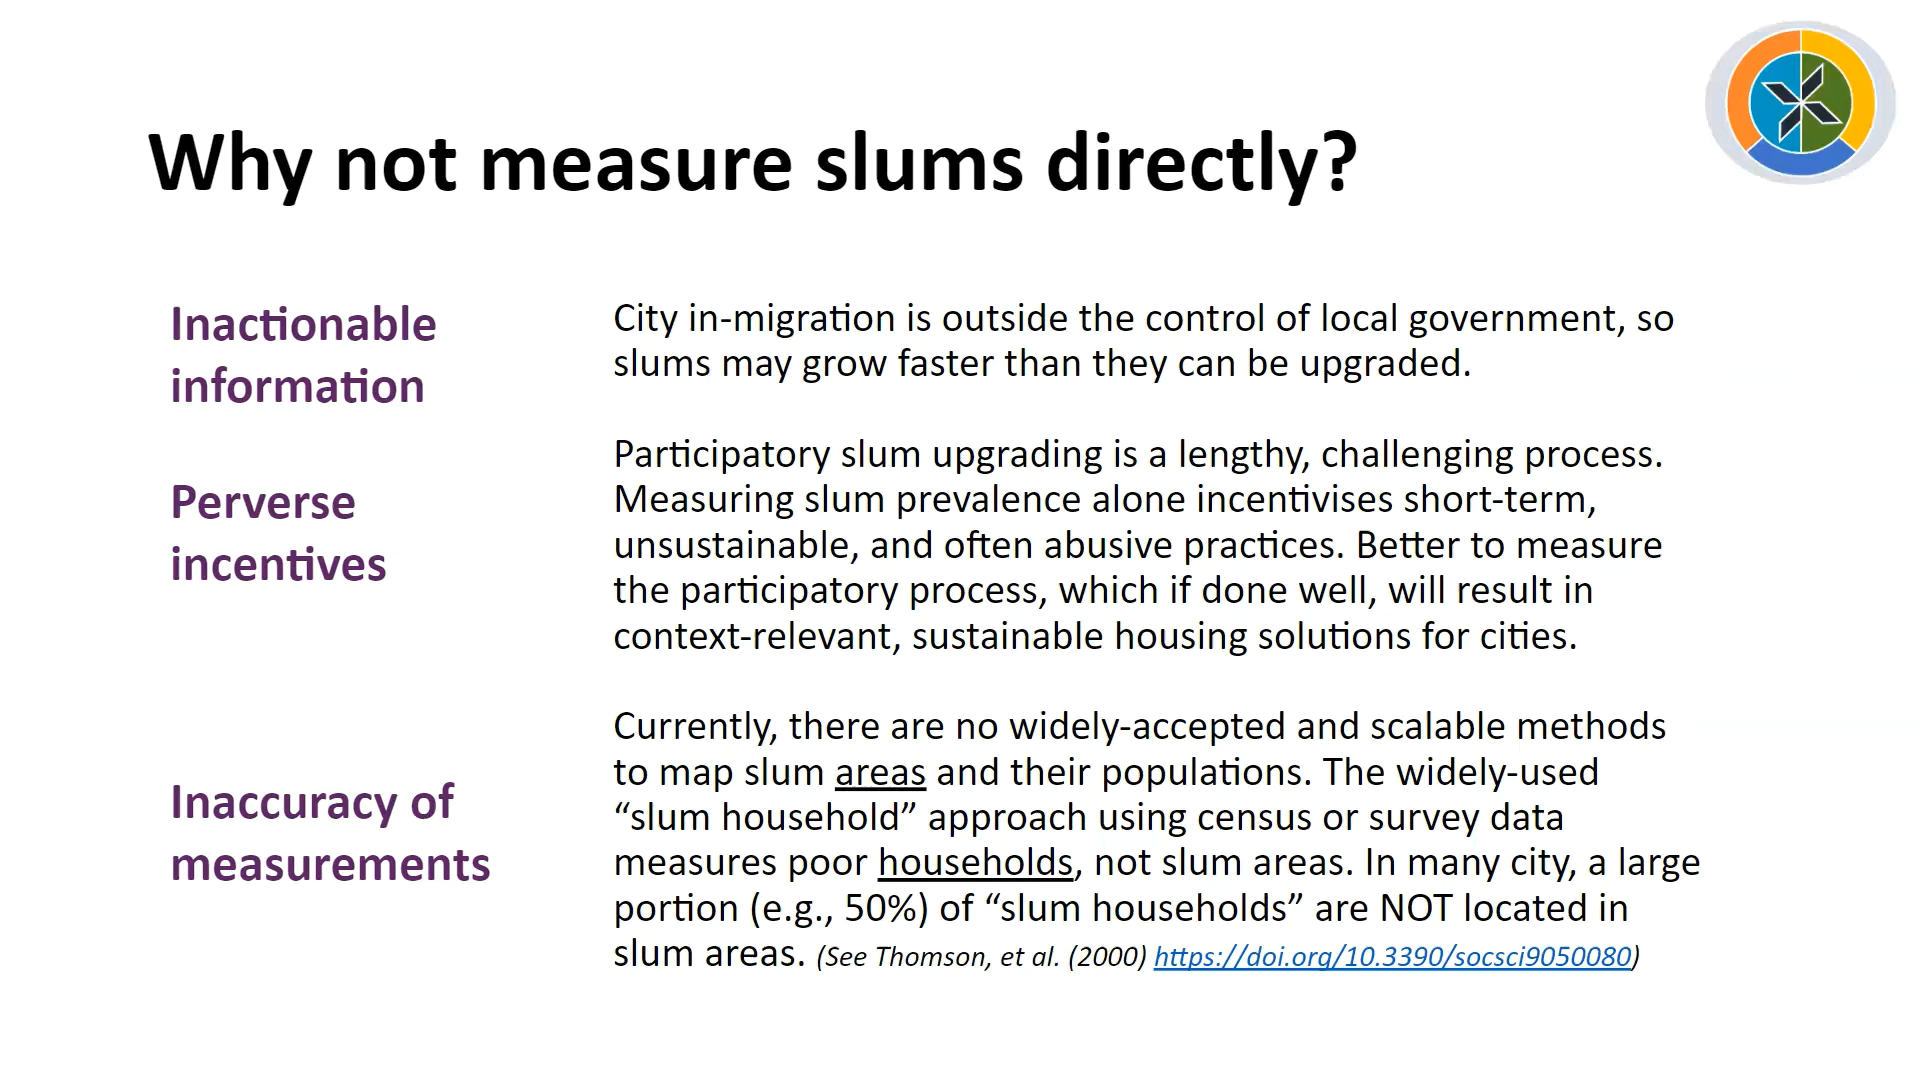 Why not measure slums directly?
Inactionable
information
City in-migration is outside the control of local government, so
slums may grow faster than they can be upgraded.
Perverse
incentives
Participatory slum upgrading is a lengthy, challenging process.
Measuring slum prevalence alone incentivises short-term,
unsustainable, and often abusive practices. Better to measure
the participatory process, which if done well, will result in
context-relevant, sustainable housing solutions for cities.
Inaccuracy of
measurements
Currently, there are no widely-accepted and scalable methods
to map slum areas and their populations. The widely-used
“slum household” approach using census or survey data
measures poor households, not slum areas. In many city, a large
portion (e.g., 50%) of “slum households” are NOT located in
slum areas. (See Thomson, et al. (2000) https://doi.org/10.3390/socsci9050080)